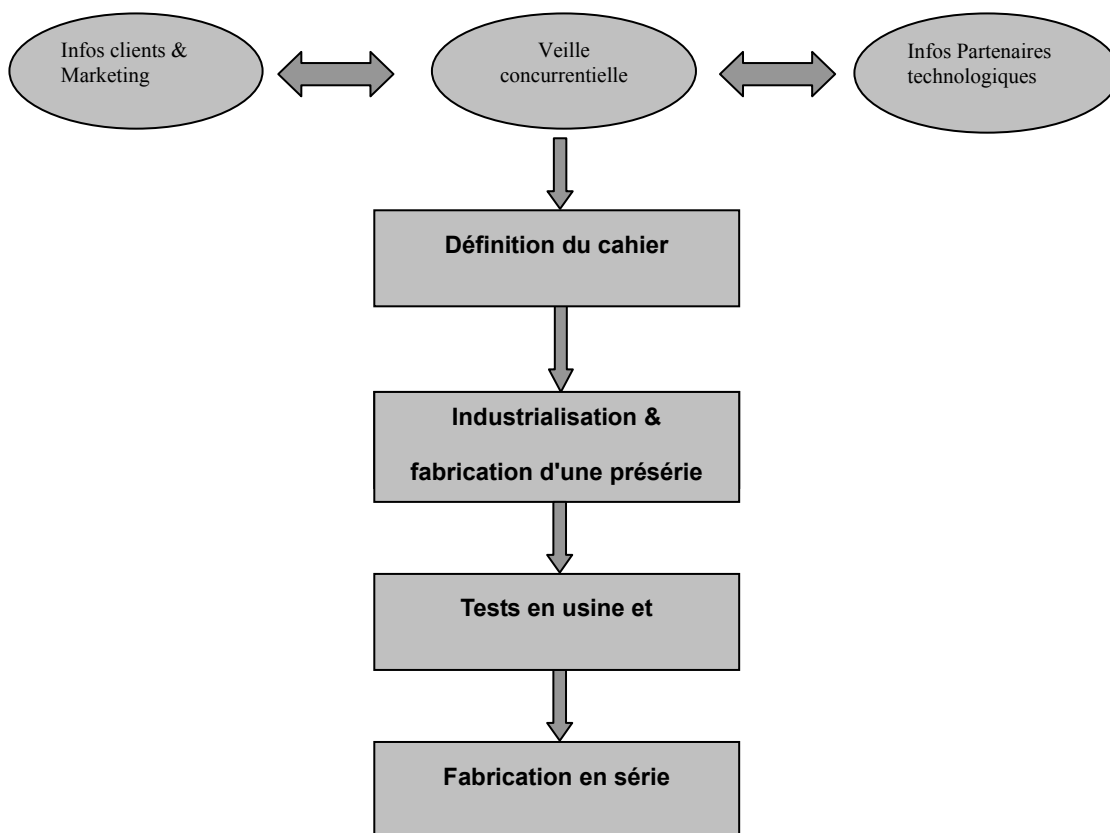 Infos clients &
Marketing
Veille
concurrentielle
Infos Partenaires
technologiques
Définition du cahier
Industrialisation &
fabrication d'une présérie
Tests en usine et
Fabrication en série